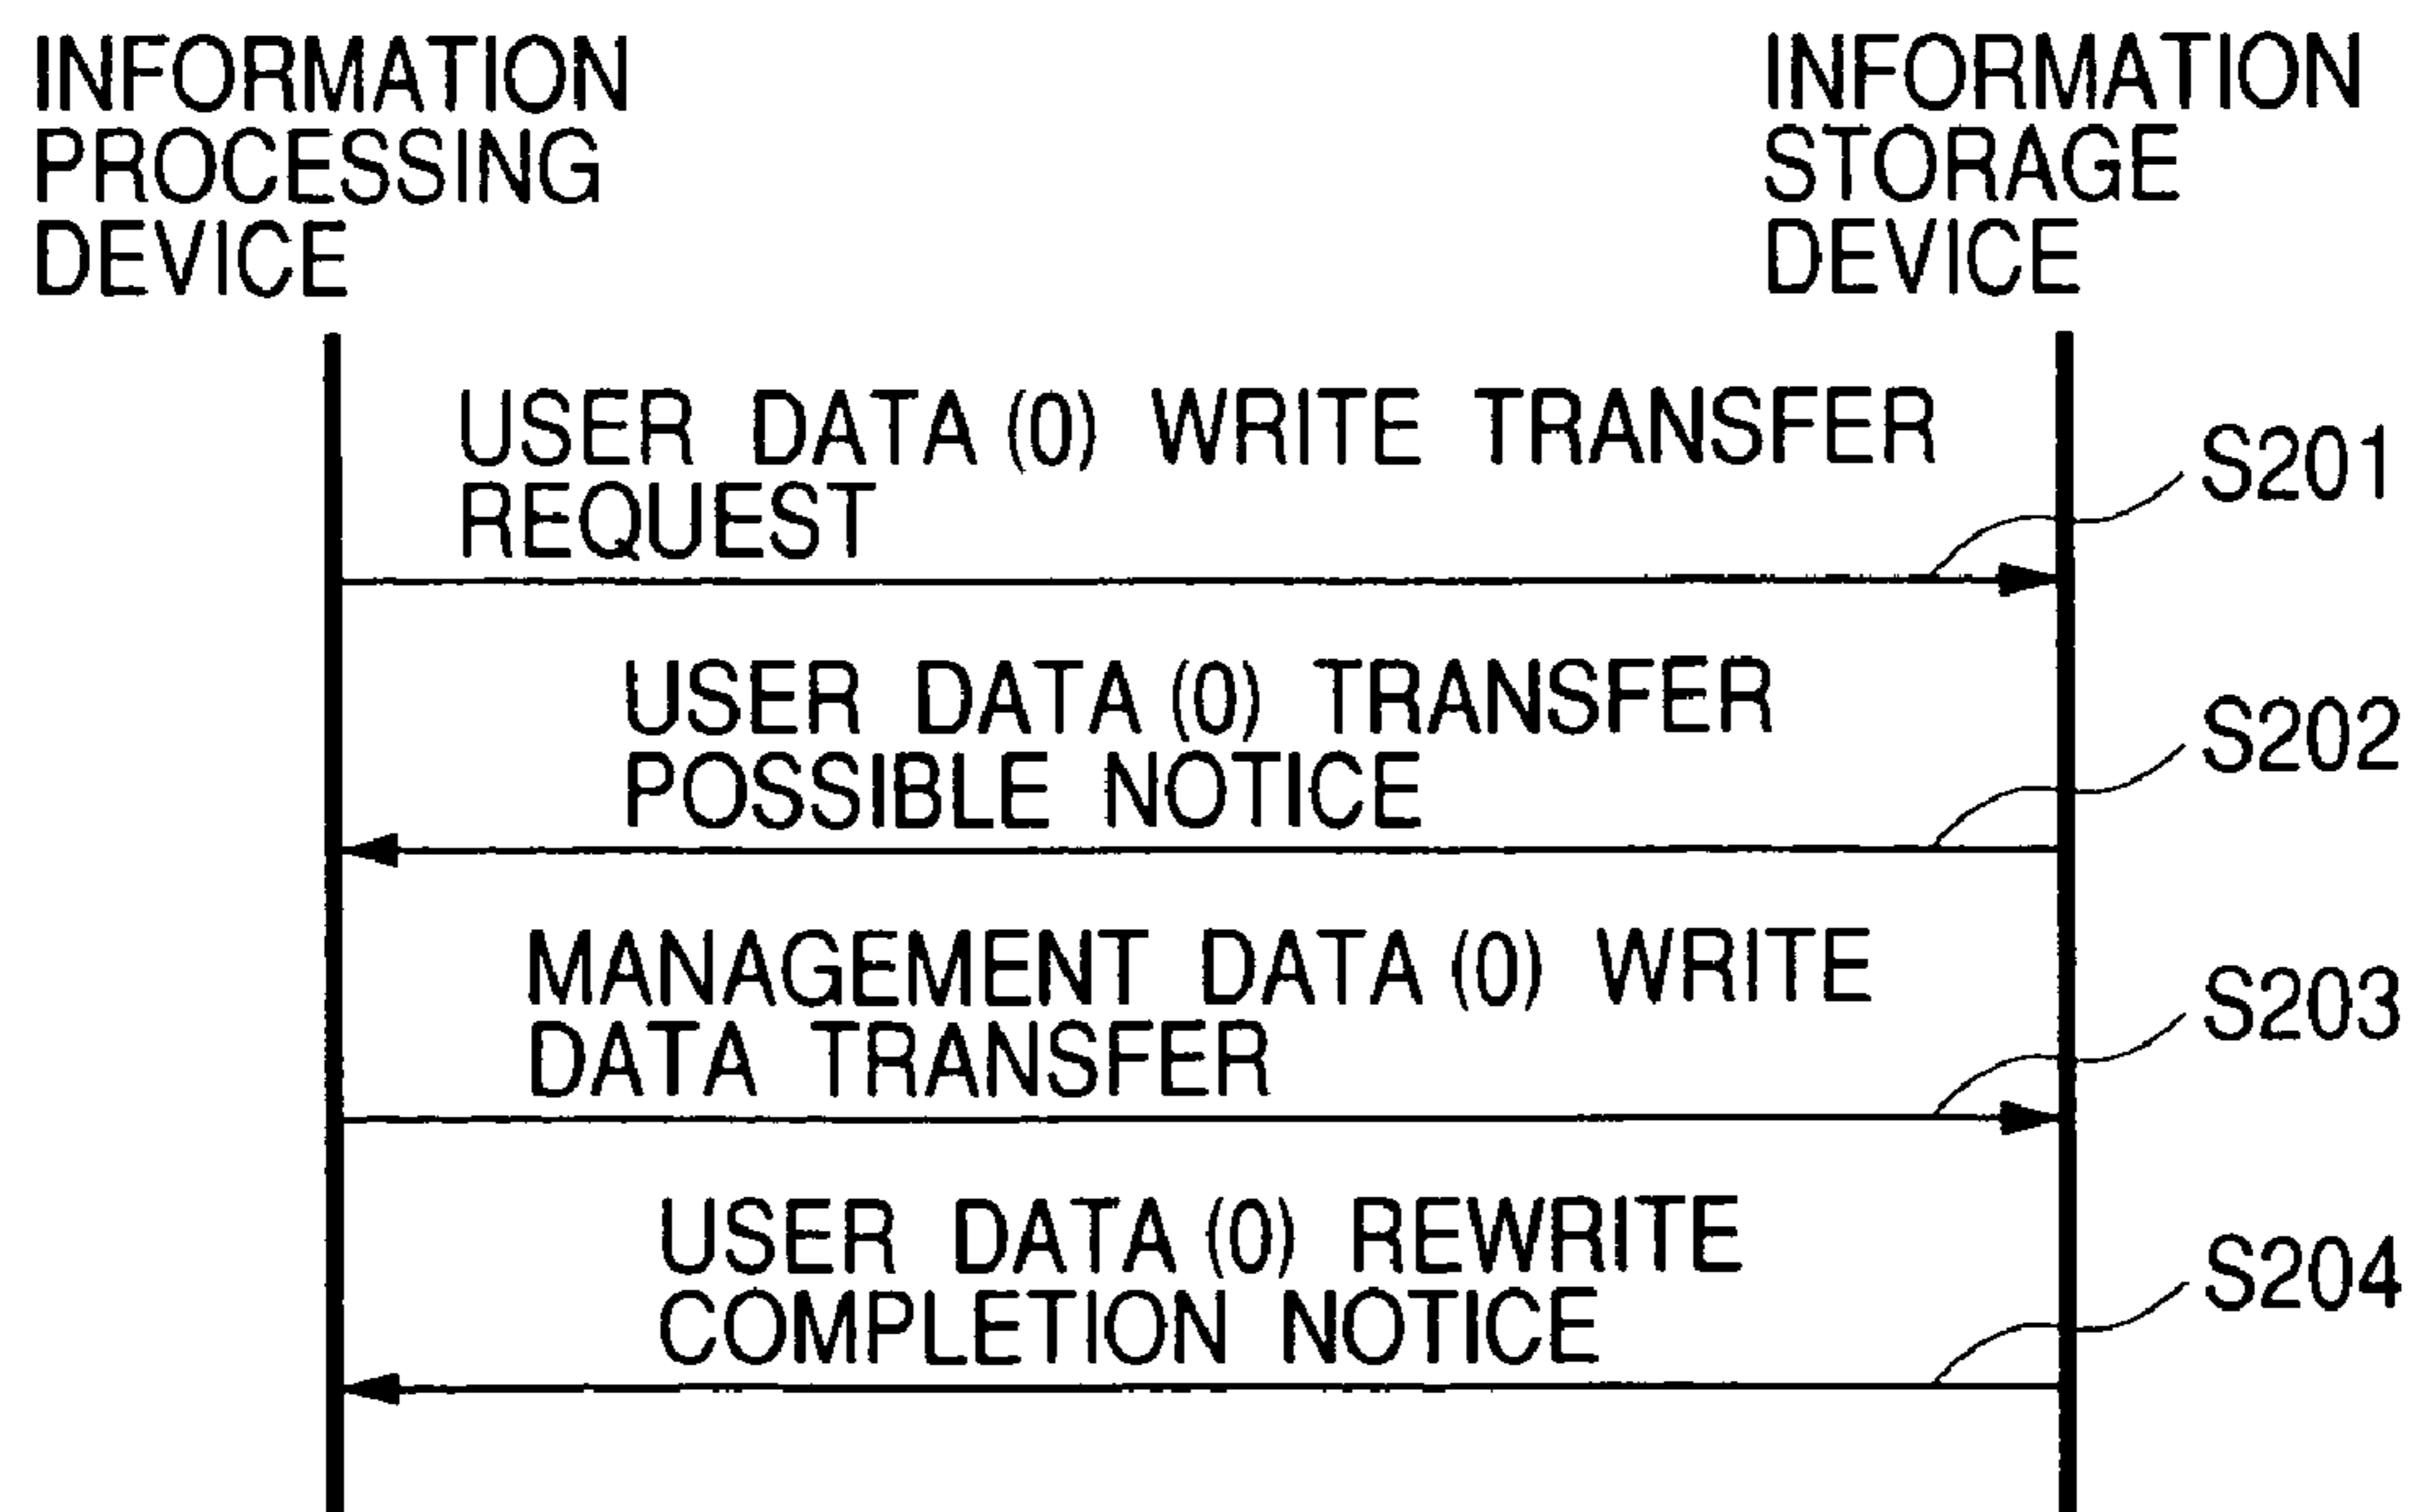 INFORMATION
PROCESSING
DEVICE
INFORMATION
STORAGE
DEVICE
USER DATA (0) WRITE TRANSFER
REQUEST
S201
USER DATA (0) TRANSFER
POSSIBLE NOTICE
S202
MANAGEMENT DATA (0) WRITE
DATA TRANSFER
S203
USER DATA (0) REWRITE
COMPLETION NOTICE
S204